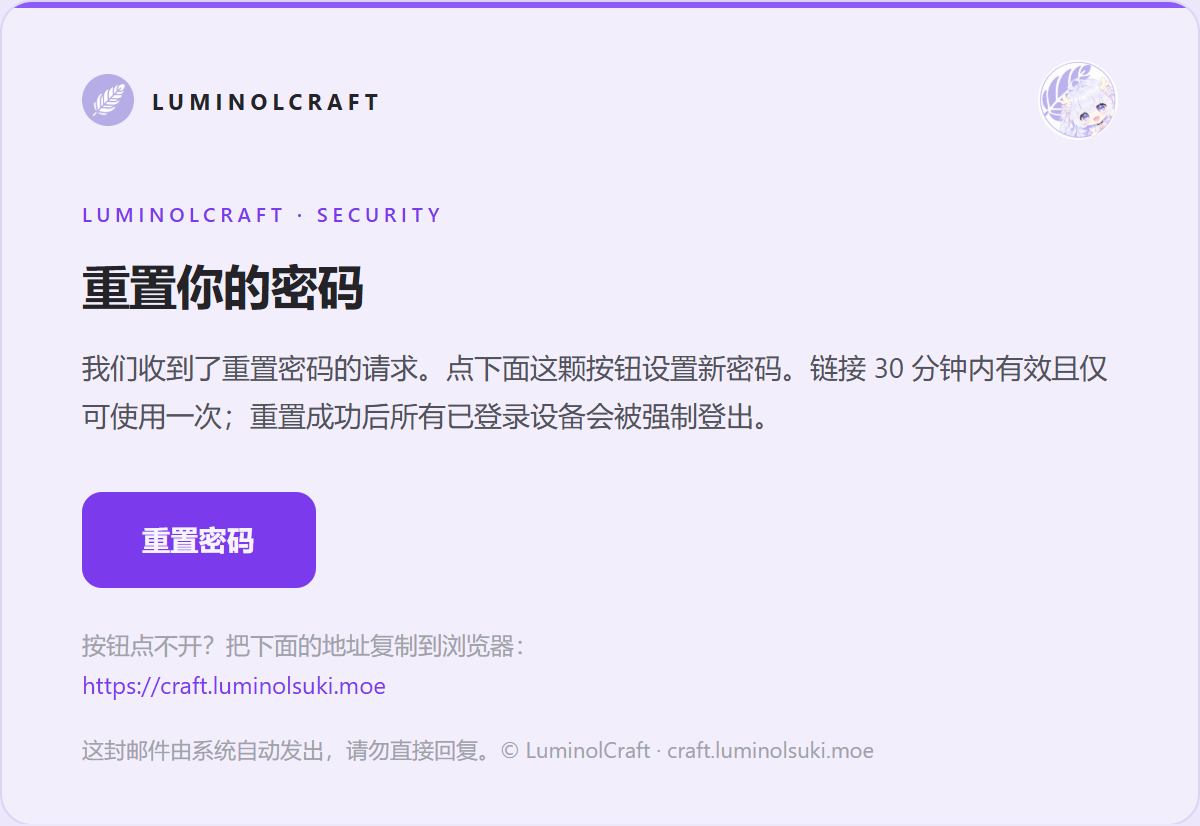 LUMINOLCRAFT
LUMINOLCRAFT · SECURITY
重置你的密码
我们收到了重置密码的请求。点下面这颗按钮设置新密码。链接 30 分钟内有效且仅
可使用一次；重置成功后所有已登录设备会被强制登出。
重置密码
按钮点不开？把下面的地址复制到浏览器：
https://craft.luminolsuki.moe
这封邮件由系统自动发出，请勿直接回复。© LuminolCraft · craft.luminolsuki.moe